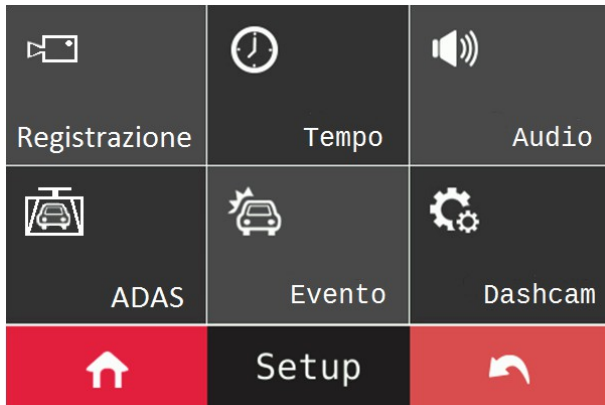 Registrazione
Tempo
Audio
ADAS
Evento
Dashcam
Setup